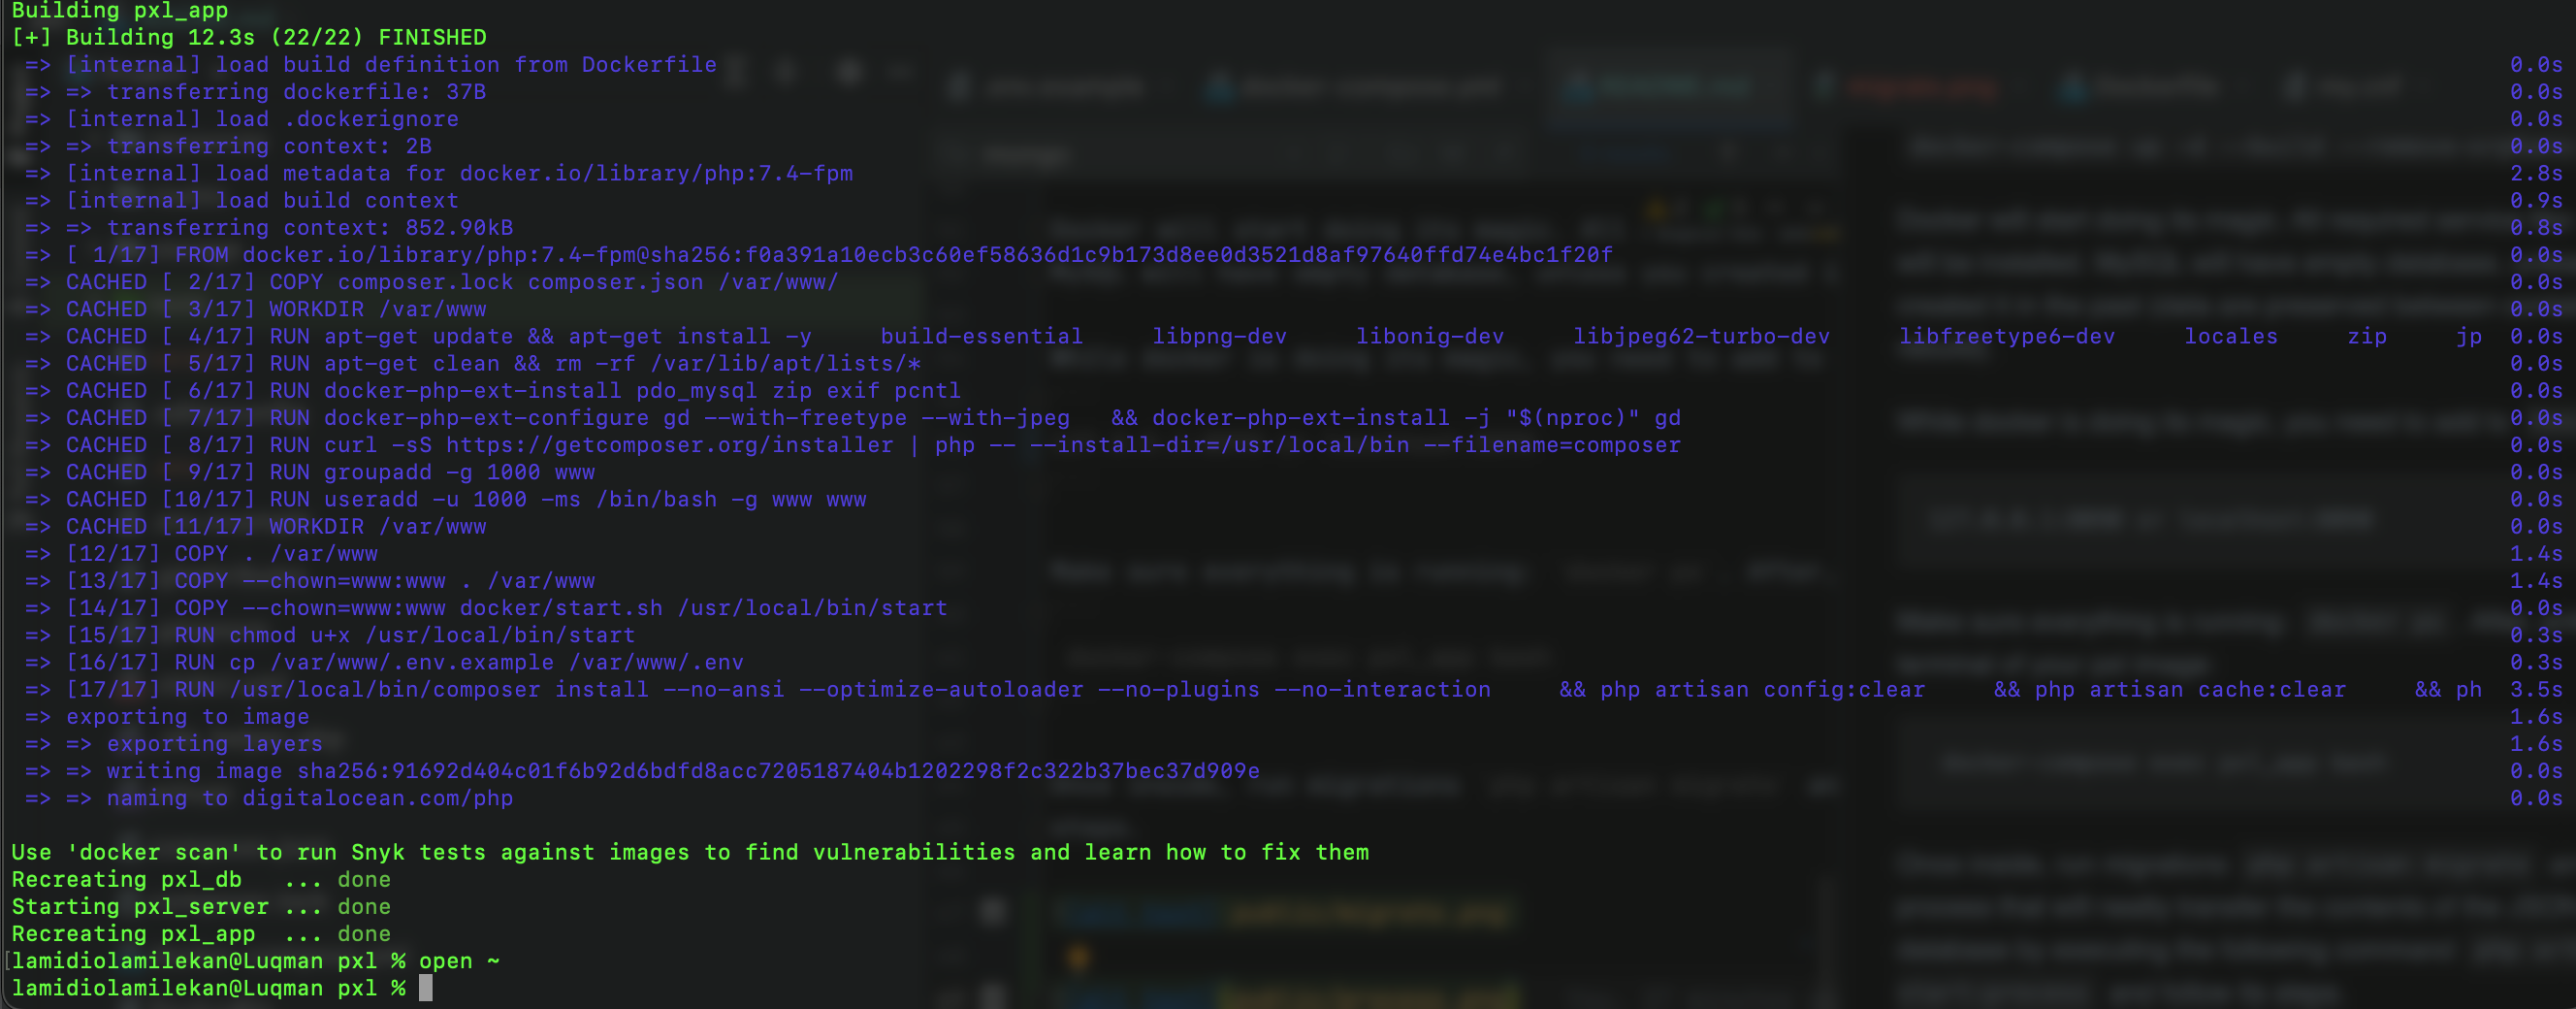 Building pxl_app
[+] Building 12.3s (22/22) FINISHED
=> [internal] load build definition from Dockerfile 0.0s
=> => transferring dockerfile: 37B 0.0s
=> [internal] load .dockerignore 0.0s
=> => transferring context: 2B 0.0s
=> [internal] load metadata for docker.io/library/php:7.4-fpm 2.8s
=> [internal] load build context 0.9s
=> => transferring context: 852.90kB 0.8s
=> [ 1/17] FROM docker.io/library/php:7.4-fpm@sha256:f0a391a10ecb3c60ef58636d1c9b173d8ee0d3521d8af97640ffd74e4bc1f20f 0.0s
=> CACHED [ 2/17] COPY composer.lock composer.json /var/www/ 0.0s
=> CACHED [ 3/17] WORKDIR /var/www 0.0s
=> CACHED [ 4/17] RUN apt-get update && apt-get install -y     build-essential     libpng-dev     libonig-dev     libjpeg62-turbo-dev     libfreetype6-dev     locales     zip     jp 0.0s
=> CACHED [ 5/17] RUN apt-get clean && rm -rf /var/lib/apt/lists/* 0.0s
=> CACHED [ 6/17] RUN docker-php-ext-install pdo_mysql zip exif pcntl 0.0s
=> CACHED [ 7/17] RUN docker-php-ext-configure gd --with-freetype --with-jpeg   && docker-php-ext-install -j "$(nproc)" gd 0.0s
=> CACHED [ 8/17] RUN curl -sS https://getcomposer.org/installer | php -- --install-dir=/usr/local/bin --filename=composer 0.0s
=> CACHED [ 9/17] RUN groupadd -g 1000 www 0.0s
=> CACHED [10/17] RUN useradd -u 1000 -ms /bin/bash -g www www 0.0s
=> CACHED [11/17] WORKDIR /var/www 0.0s
=> [12/17] COPY . /var/www 1.4s
=> [13/17] COPY --chown=www:www . /var/www 1.4s
=> [14/17] COPY --chown=www:www docker/start.sh /usr/local/bin/start 0.0s
=> [15/17] RUN chmod u+x /usr/local/bin/start 0.3s
=> [16/17] RUN cp /var/www/.env.example /var/www/.env 0.3s
=> [17/17] RUN /usr/local/bin/composer install --no-ansi --optimize-autoloader --no-plugins --no-interaction     && php artisan config:clear     && php artisan cache:clear     && ph 3.5s
=> exporting to image 1.6s
=> => exporting layers 1.6s
=> => writing image sha256:91692d404c01f6b92d6bdfd8acc7205187404b1202298f2c322b37bec37d909e 0.0s
=> => naming to digitalocean.com/php 0.0s
Use 'docker scan' to run Snyk tests against images to find vulnerabilities and learn how to fix them
Recreating pxl_db   ... done
Starting pxl_server ... done
Recreating pxl_app  ... done
[lamidiolamilekan@Luqman pxl % open ~
lamidiolamilekan@Luqman pxl %